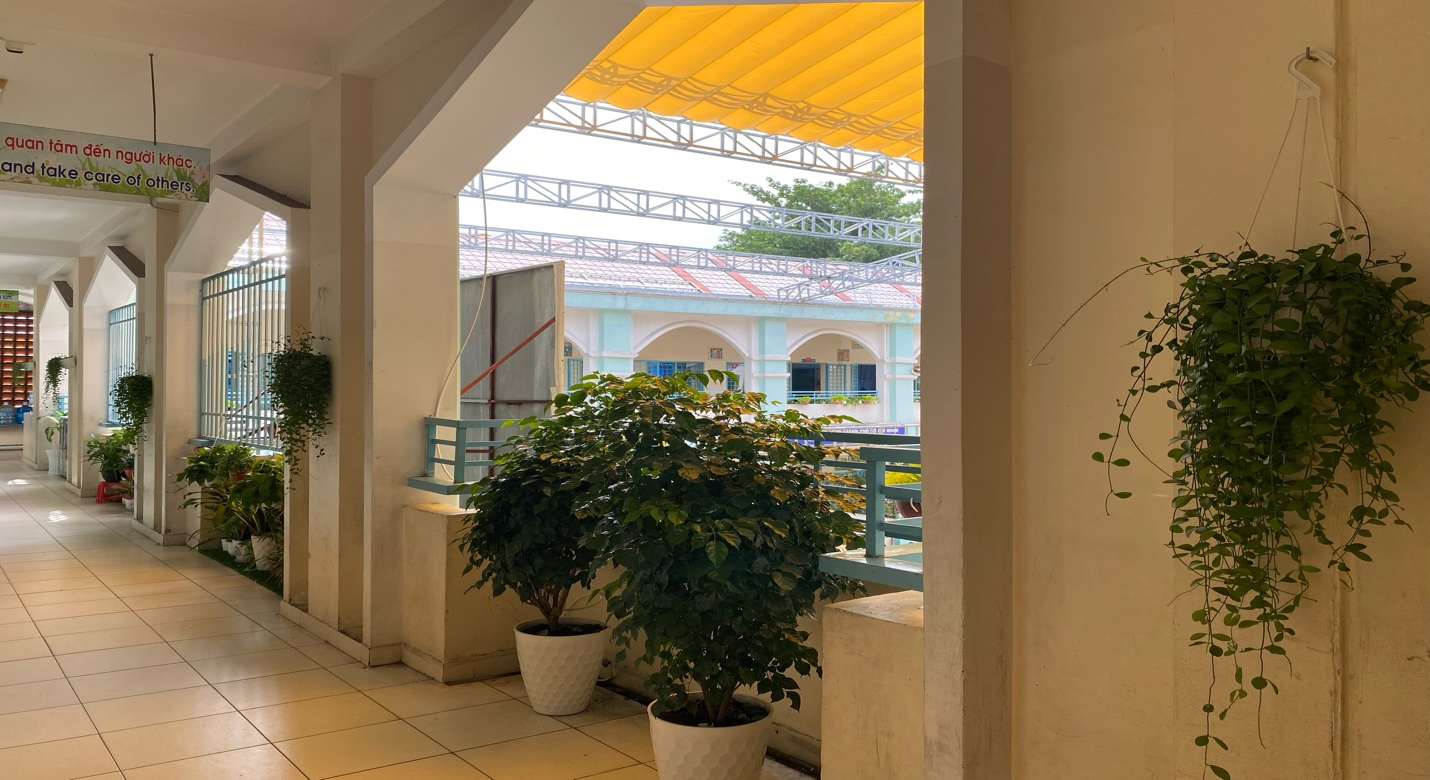 quan tâm đến người khác.
and take care of others.